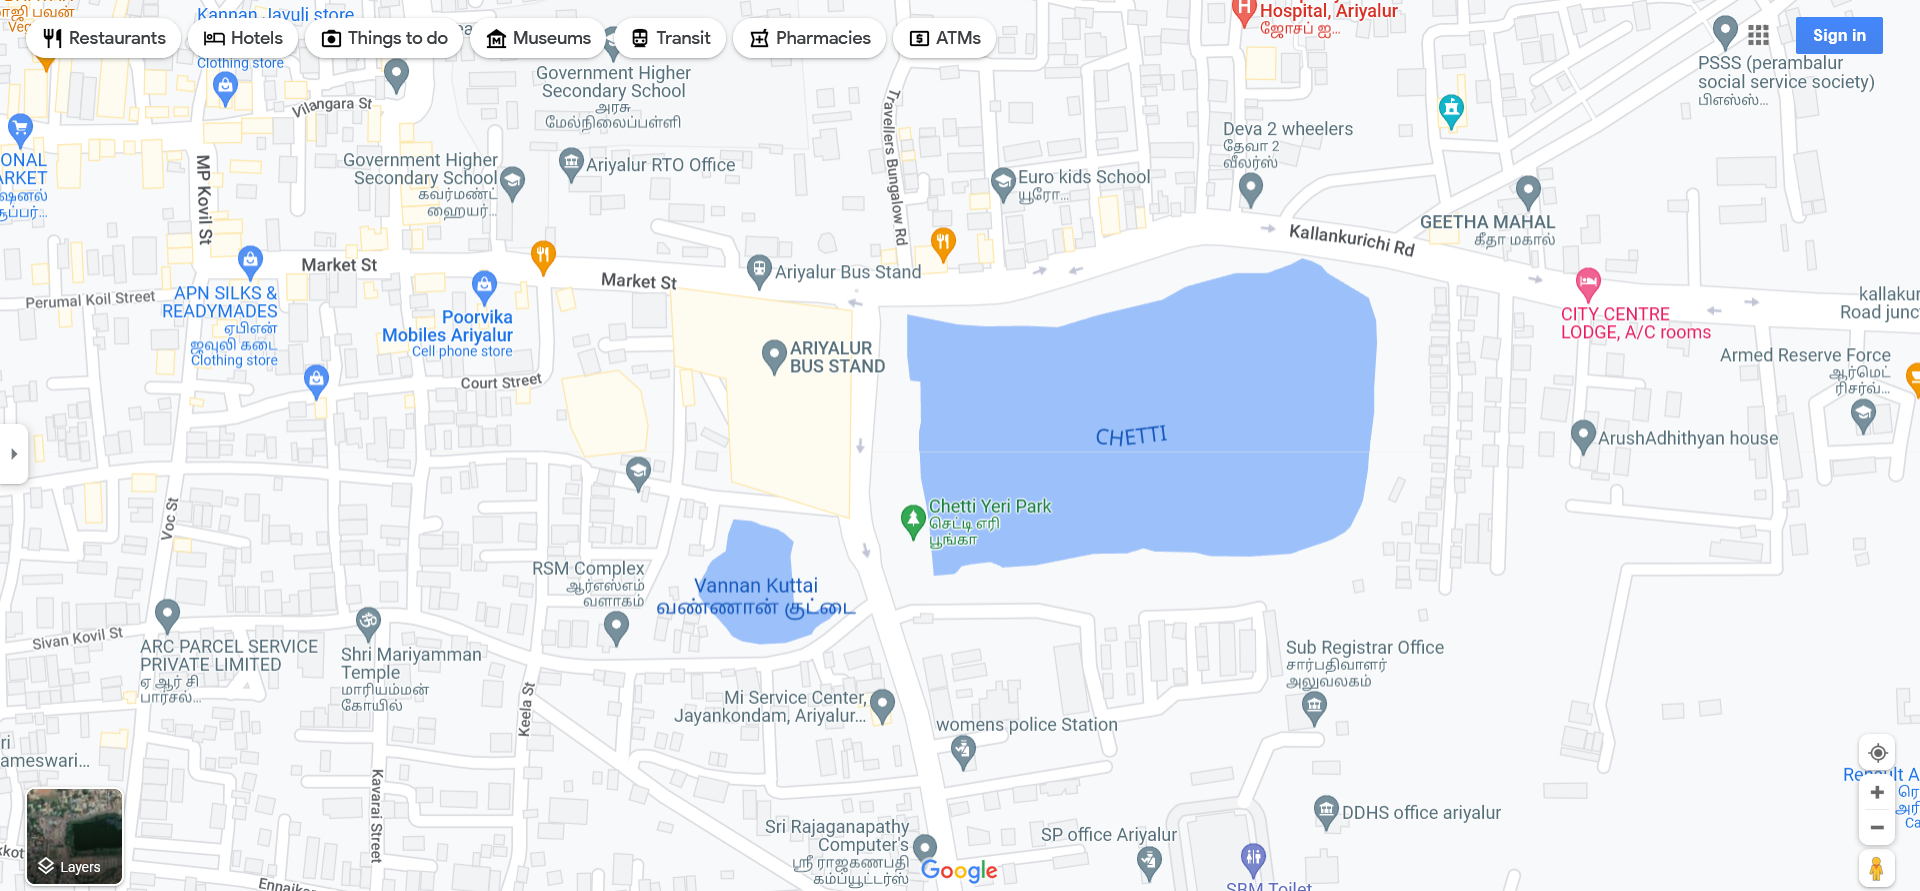 Kannan Javuli store
Clothing store
Restaurants
Hotels
Things to do
Museums
Transit
Pharmacies
ATMs
Sign in
Hospital, Ariyalur
ஜோசப் ஐ...
PSSS (perambalur
social service society)
பிஎஸ்ஸ்...
Government Higher
Secondary School
அரசு
மேல்நிலைப்பள்ளி
Vilangara St
Travellers Bungalow Rd
Deva 2 wheelers
தேவா 2
வீலர்ஸ்
ONAL
ARKET
MP Kovil St
Government Higher
Secondary School
கவர்மண்ட்
ஹையர்...
Ariyalur RTO Office
Euro kids School
யூரோ...
GEETHA MAHAL
கீதா மகால்
Kallankurichi Rd
Market St
Market St
Ariyalur Bus Stand
Perumal Koil Street
APN SILKS &
READYMADES
ஏபிஎன்
ஜவுலி கடை
Clothing store
Poorvika
Mobiles Ariyalur
Cell phone store
kallakur
Road junc
CITY CENTRE
LODGE, A/C rooms
ARIYALUR
BUS STAND
Armed Reserve Force
ஆர்மெட்
ரிசர்வ்...
Court Street
CHETTI
ArushAdhithyan house
Voc St
Chetti Yeri Park
செட்டி எரி
பூங்கா
RSM Complex
ஆர்எஸ்எம்
வளாகம்
Vannan Kuttai
வண்ணான் குட்டை
Sivan Kovil St
ARC PARCEL SERVICE
PRIVATE LIMITED
ஏ ஆர் சி
பார்சல்...
Shri Mariyamman
Temple
மாரியம்மன்
கோயில்
Sub Registrar Office
சார்பதிவாளர்
அலுவலகம்
Keela St
Mi Service Center,
Jayankondam, Ariyalur...
womens police Station
ameswari...
Kavarai Street
Layers
Sri Rajaganapathy
Computer's
ஸ்ரீ ராஜகணபதி
கம்ப்யூட்டர்ஸ்
Google
SP office Ariyalur
DDHS office ariyalur
SBM Toilet
Ennaikar